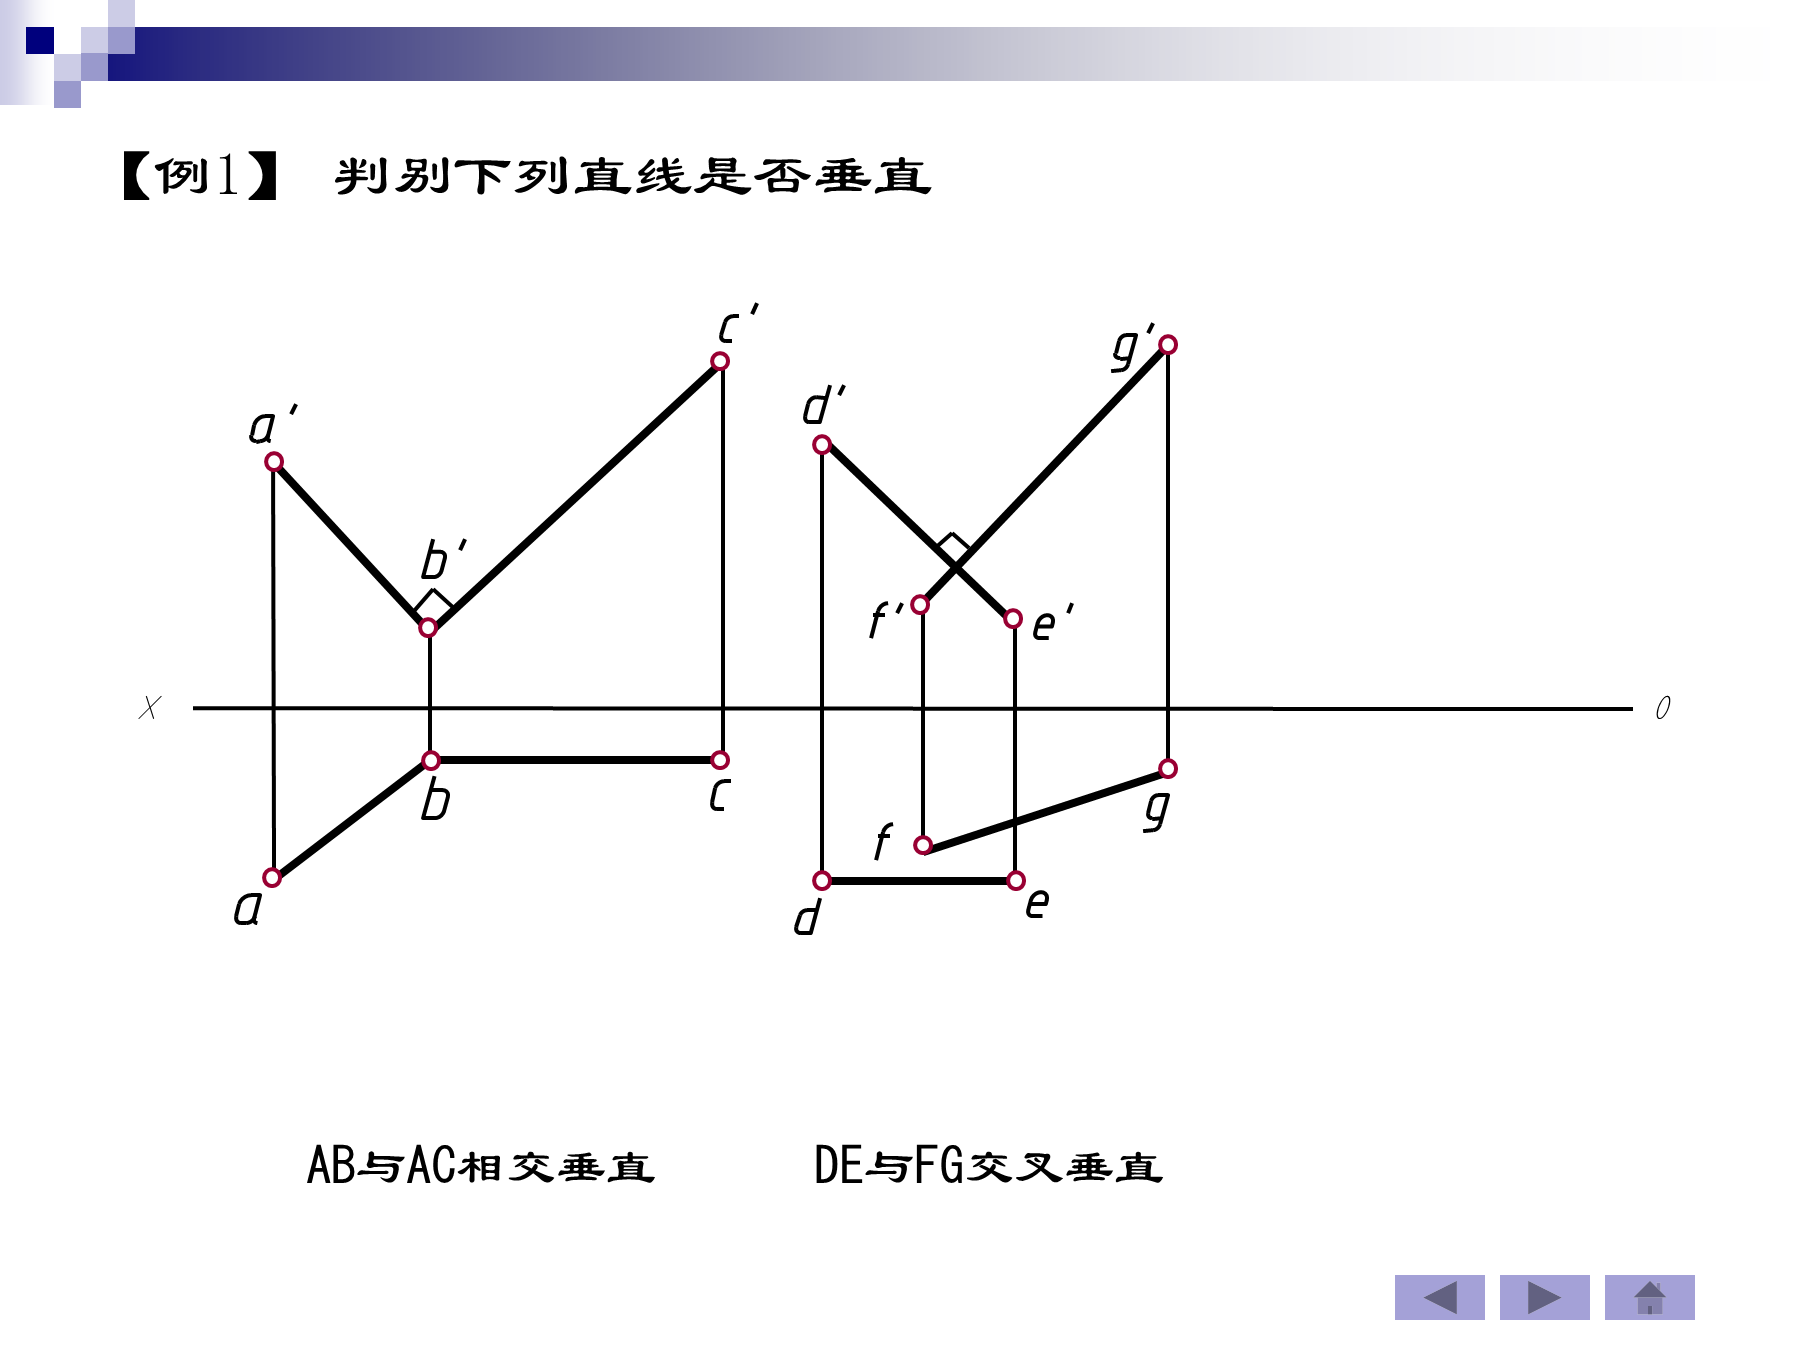 【例1】 判别下列直线是否垂直
c′
g′
a′
d′
b′
f′
e′
X
O
b
c
f
g
a
d
e
AB与AC相交垂直
DE与FG交叉垂直